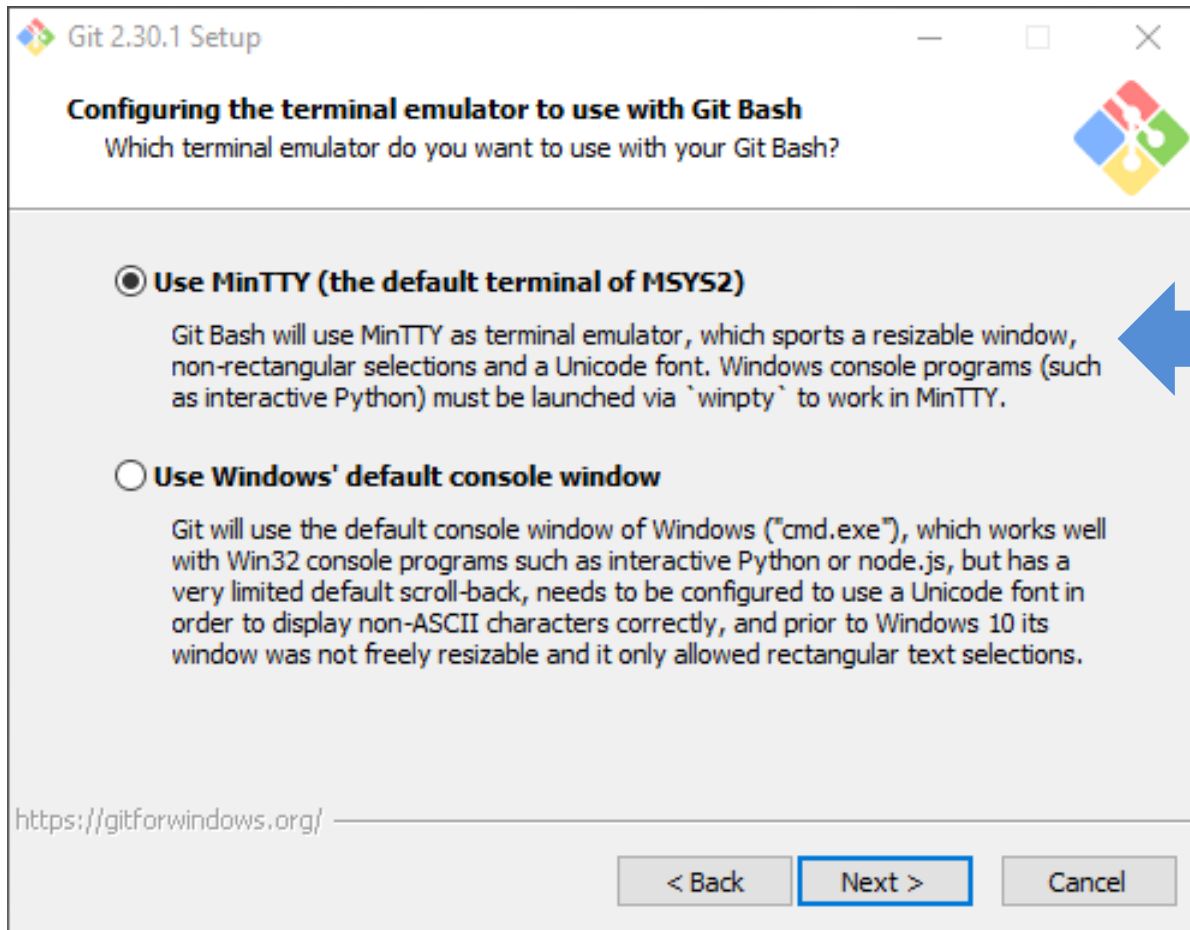 Git 2.30.1 Setup
Configuring the terminal emulator to use with Git Bash
Which terminal emulator do you want to use with your Git Bash?
Use MinTTY (the default terminal of MSYS2)
Git Bash will use MinTTY as terminal emulator, which sports a resizable window,
non-rectangular selections and a Unicode font. Windows console programs (such
as interactive Python) must be launched via `winpty` to work in MinTTY.
Use Windows' default console window
Git will use the default console window of Windows ("cmd.exe"), which works well
with Win32 console programs such as interactive Python or node.js, but has a
very limited default scroll-back, needs to be configured to use a Unicode font in
order to display non-ASCII characters correctly, and prior to Windows 10 its
window was not freely resizable and it only allowed rectangular text selections.
https://gitforwindows.org/
< Back Next > Cancel